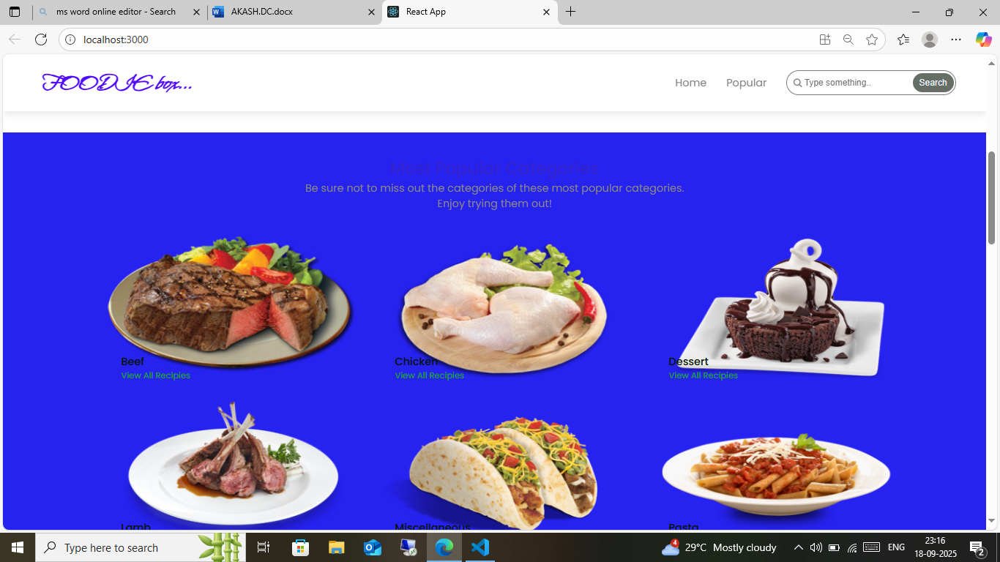 ms word online editor - Search
AKASH.DC.docx
React App
localhost:3000
FOODIE box...
Home
Popular
Type something..
Search
Most Popular Categories
Be sure not to miss out the categories of these most popular categories.
Enjoy trying them out!
Beef
View All Recipies
Chicken
View All Recipies
Dessert
View All Recipies
Lamb
Miscellaneous
Pasta
Type here to search
4
29°C Mostly cloudy
ENG
23:16
18-09-2025
2